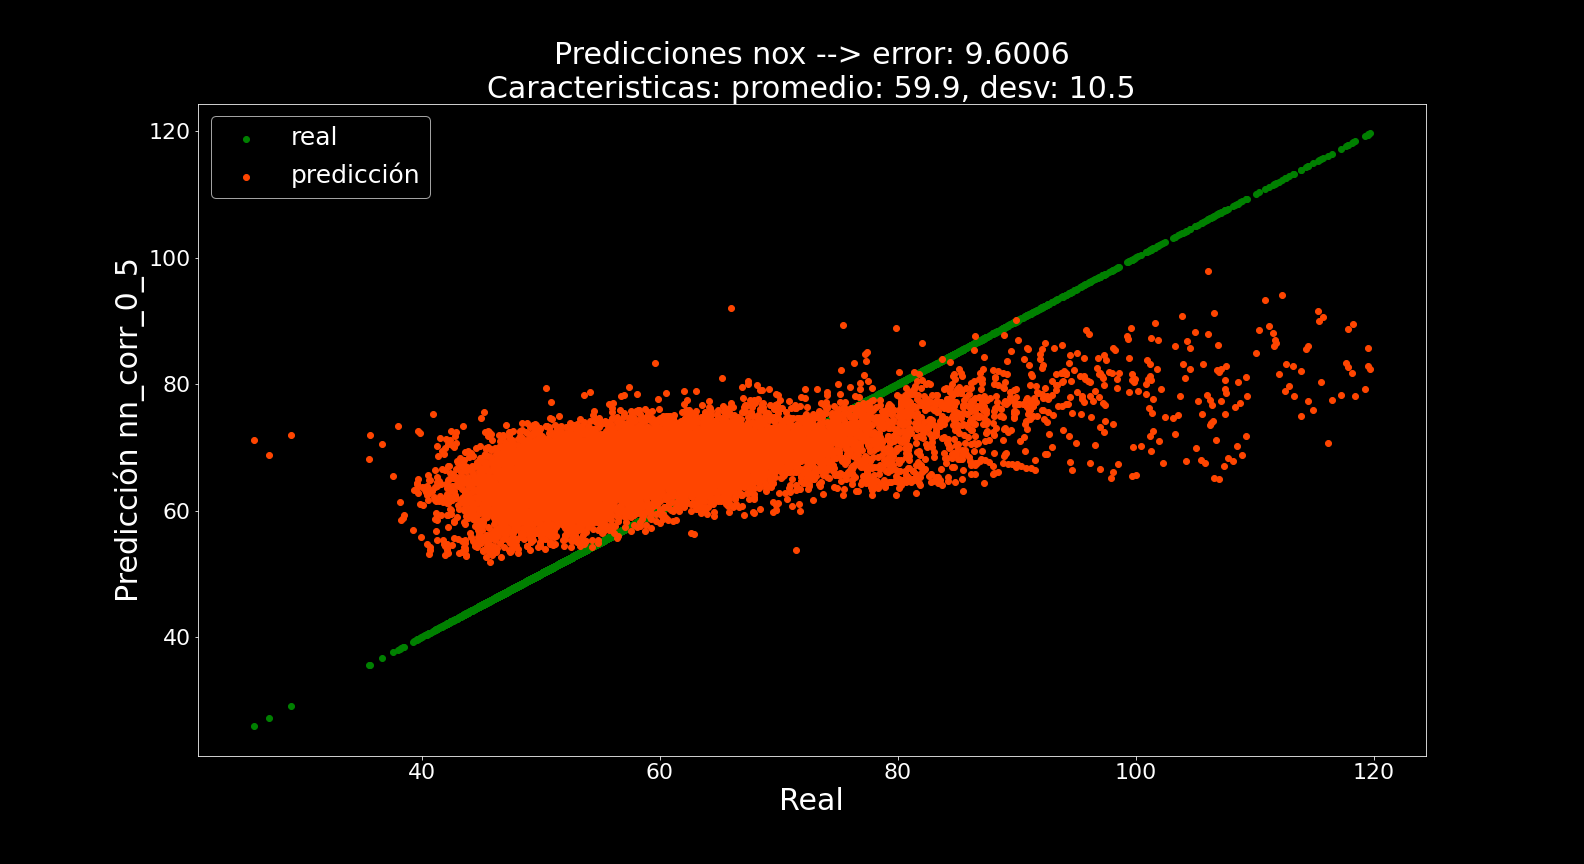 Predicciones nox --> error: 9.6006
Caracteristicas: promedio: 59.9, desv: 10.5
real
predicción
Predicción nn_corr_0_5
120
100
80
60
40
40
60
80
100
120
Real